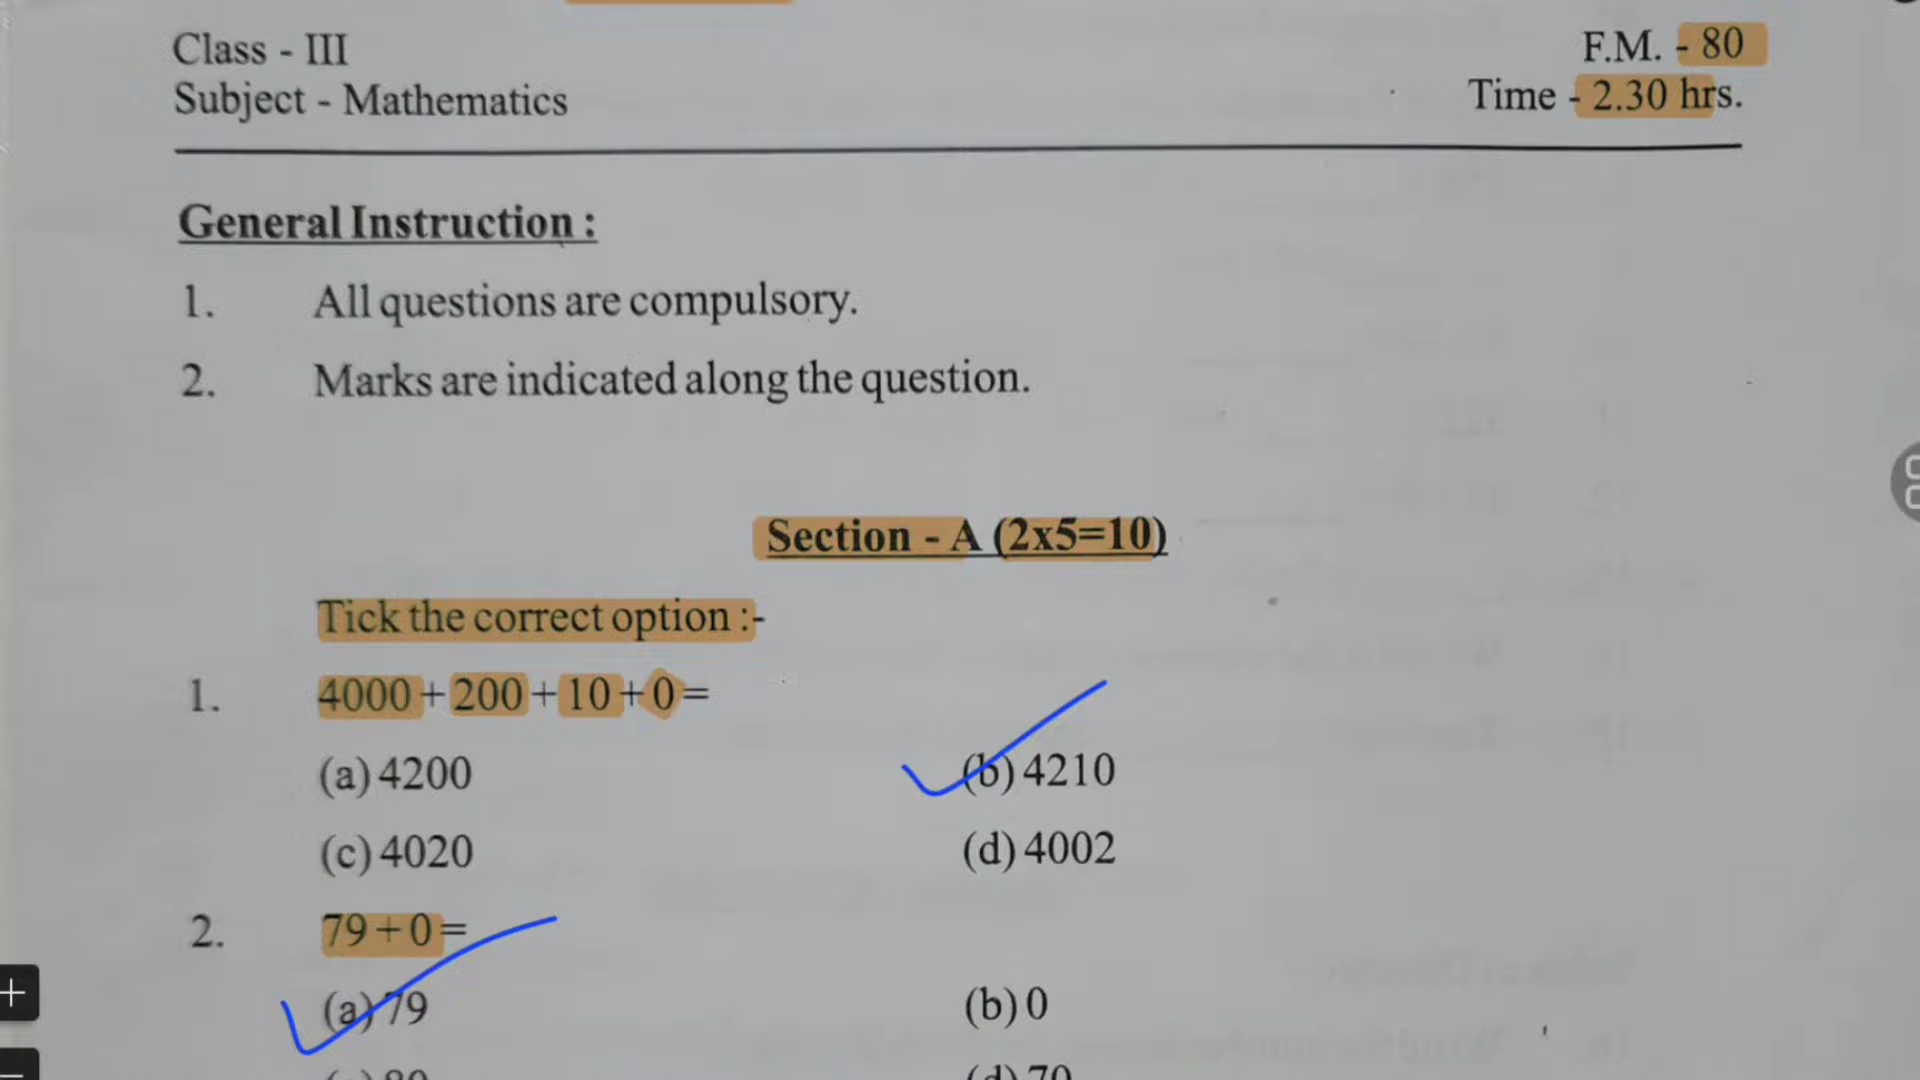 Class - III
F.M. - 80
Subject - Mathematics
Time - 2.30 hrs.
General Instruction :
1. All questions are compulsory.
2. Marks are indicated along the question.
Section - A (2x5=10)
Tick the correct option :-
1. 4000 + 200 + 10 + 0 =
(a) 4200 (b) 4210
(c) 4020 (d) 4002
2. 79 + 0 =
(a) 79 (b) 0
(d) 70